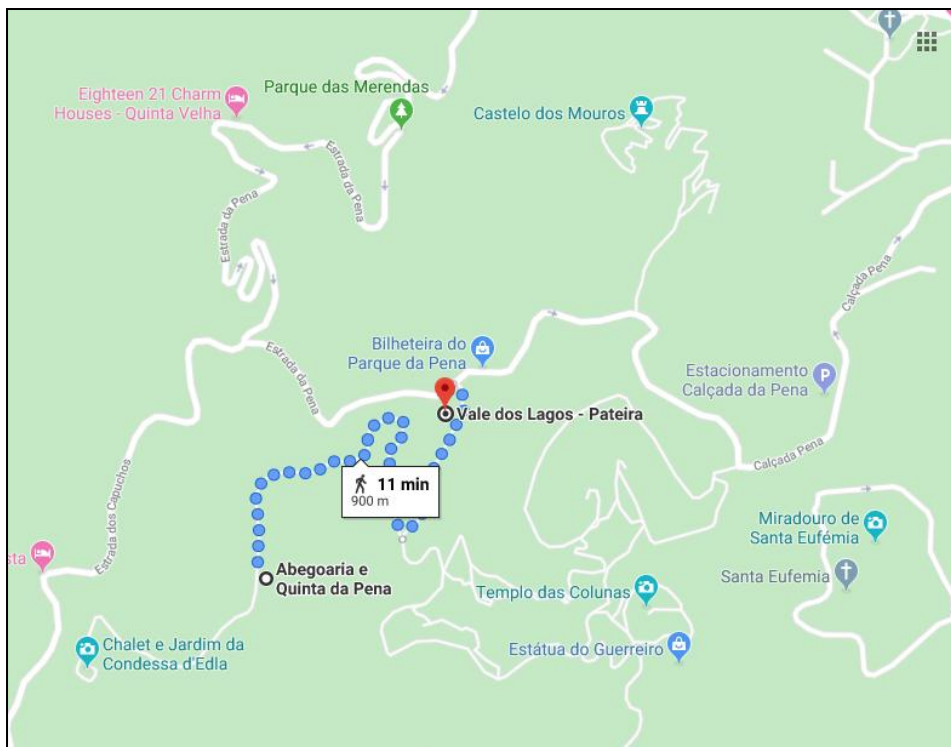 Parque das Merendas
Eighteen 21 Charm
Houses - Quinta Velha
Castelo dos Mouros
Estrada da Pena
Estrada da Pena
Calçada Pena
Bilheteira do
Parque da Pena
Estrada da Pena
Estacionamento
Calçada da Pena
P
Vale dos Lagos - Pateira
Calçada Pena
11 min
900 m
Estrada dos Capuchos
Miradouro de
Santa Eufémia
sta
Abegoaria e
Quinta da Pena
Santa Eufemia
Templo das Colunas
Chalet e Jardim da
Condessa d'Edla
Estátua do Guerreiro